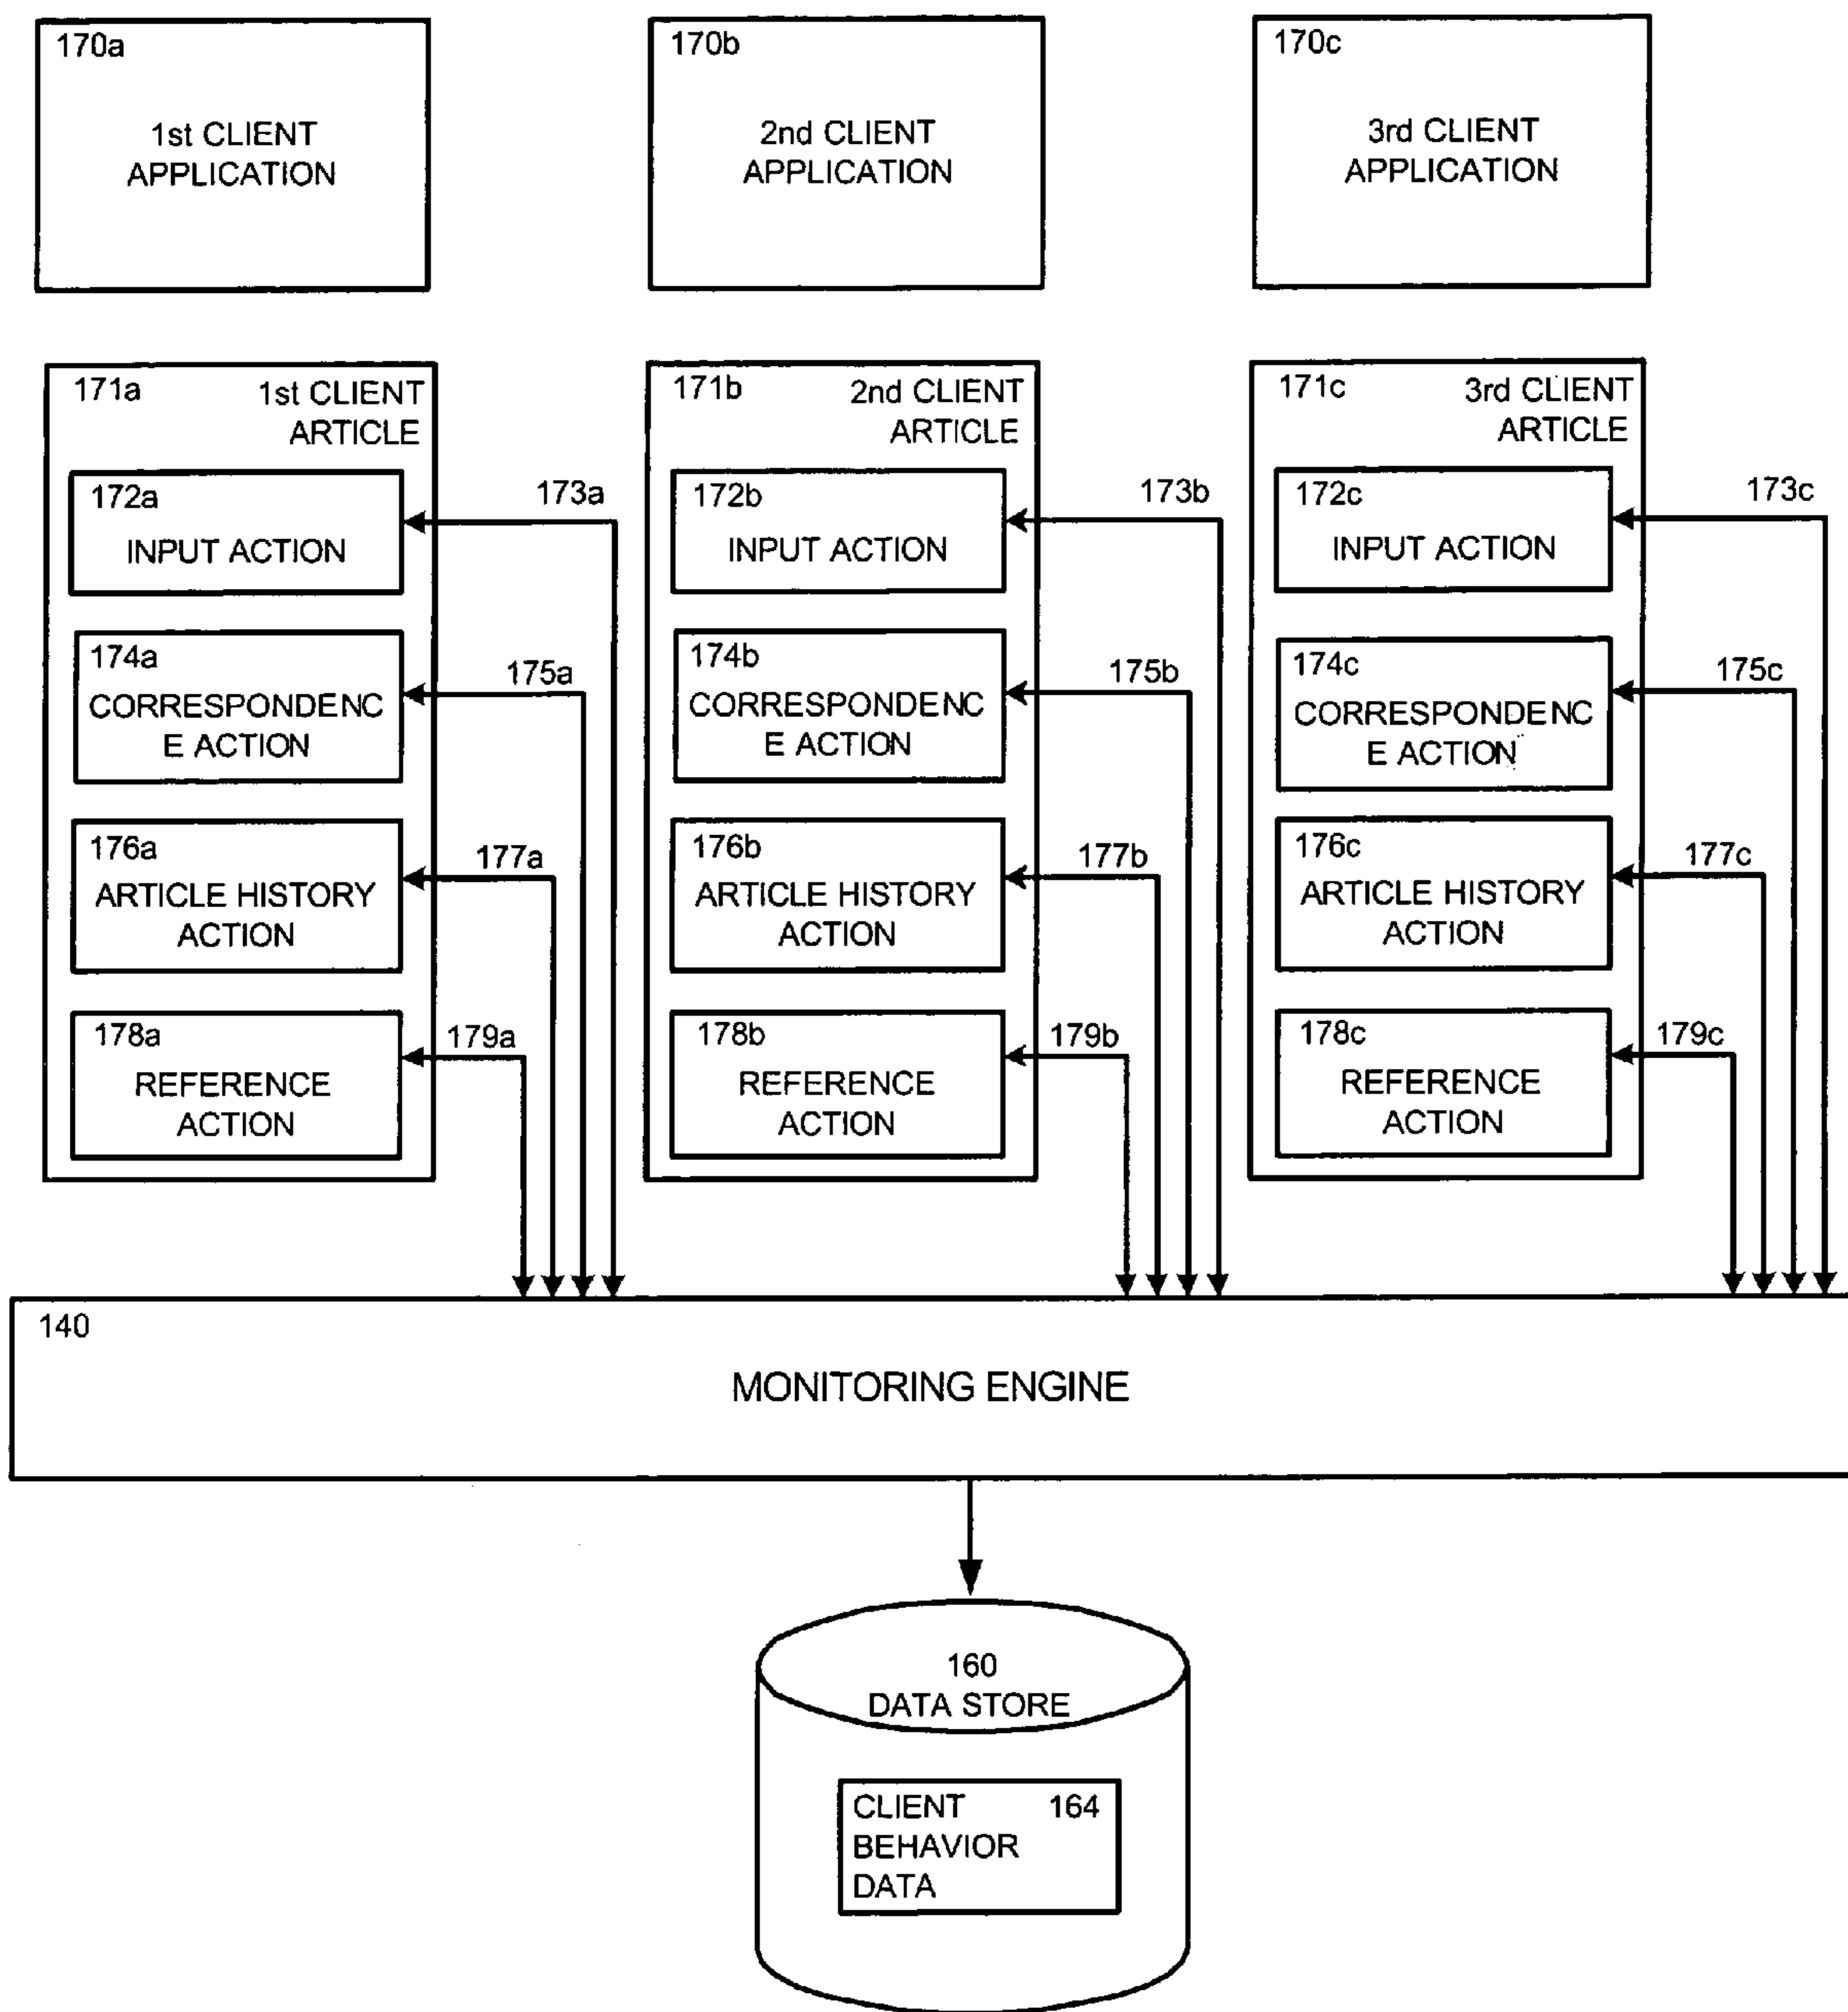 170a
1st CLIENT
APPLICATION
170b
2nd CLIENT
APPLICATION
170c
3rd CLIENT
APPLICATION
171a
1st CLIENT
ARTICLE
172a
INPUT ACTION
173a
174a
CORRESPONDENC
E ACTION
175a
176a
ARTICLE HISTORY
ACTION
177a
178a
REFERENCE
ACTION
179a
171b
2nd CLIENT
ARTICLE
172b
INPUT ACTION
173b
174b
CORRESPONDENC
E ACTION
175b
176b
ARTICLE HISTORY
ACTION
177b
178b
REFERENCE
ACTION
179b
171c
3rd CLIENT
ARTICLE
172c
INPUT ACTION
173c
174c
CORRESPONDENC
E ACTION
175c
176c
ARTICLE HISTORY
ACTION
177c
178c
REFERENCE
ACTION
179c
140
MONITORING ENGINE
160
DATA STORE
CLIENT 164
BEHAVIOR
DATA